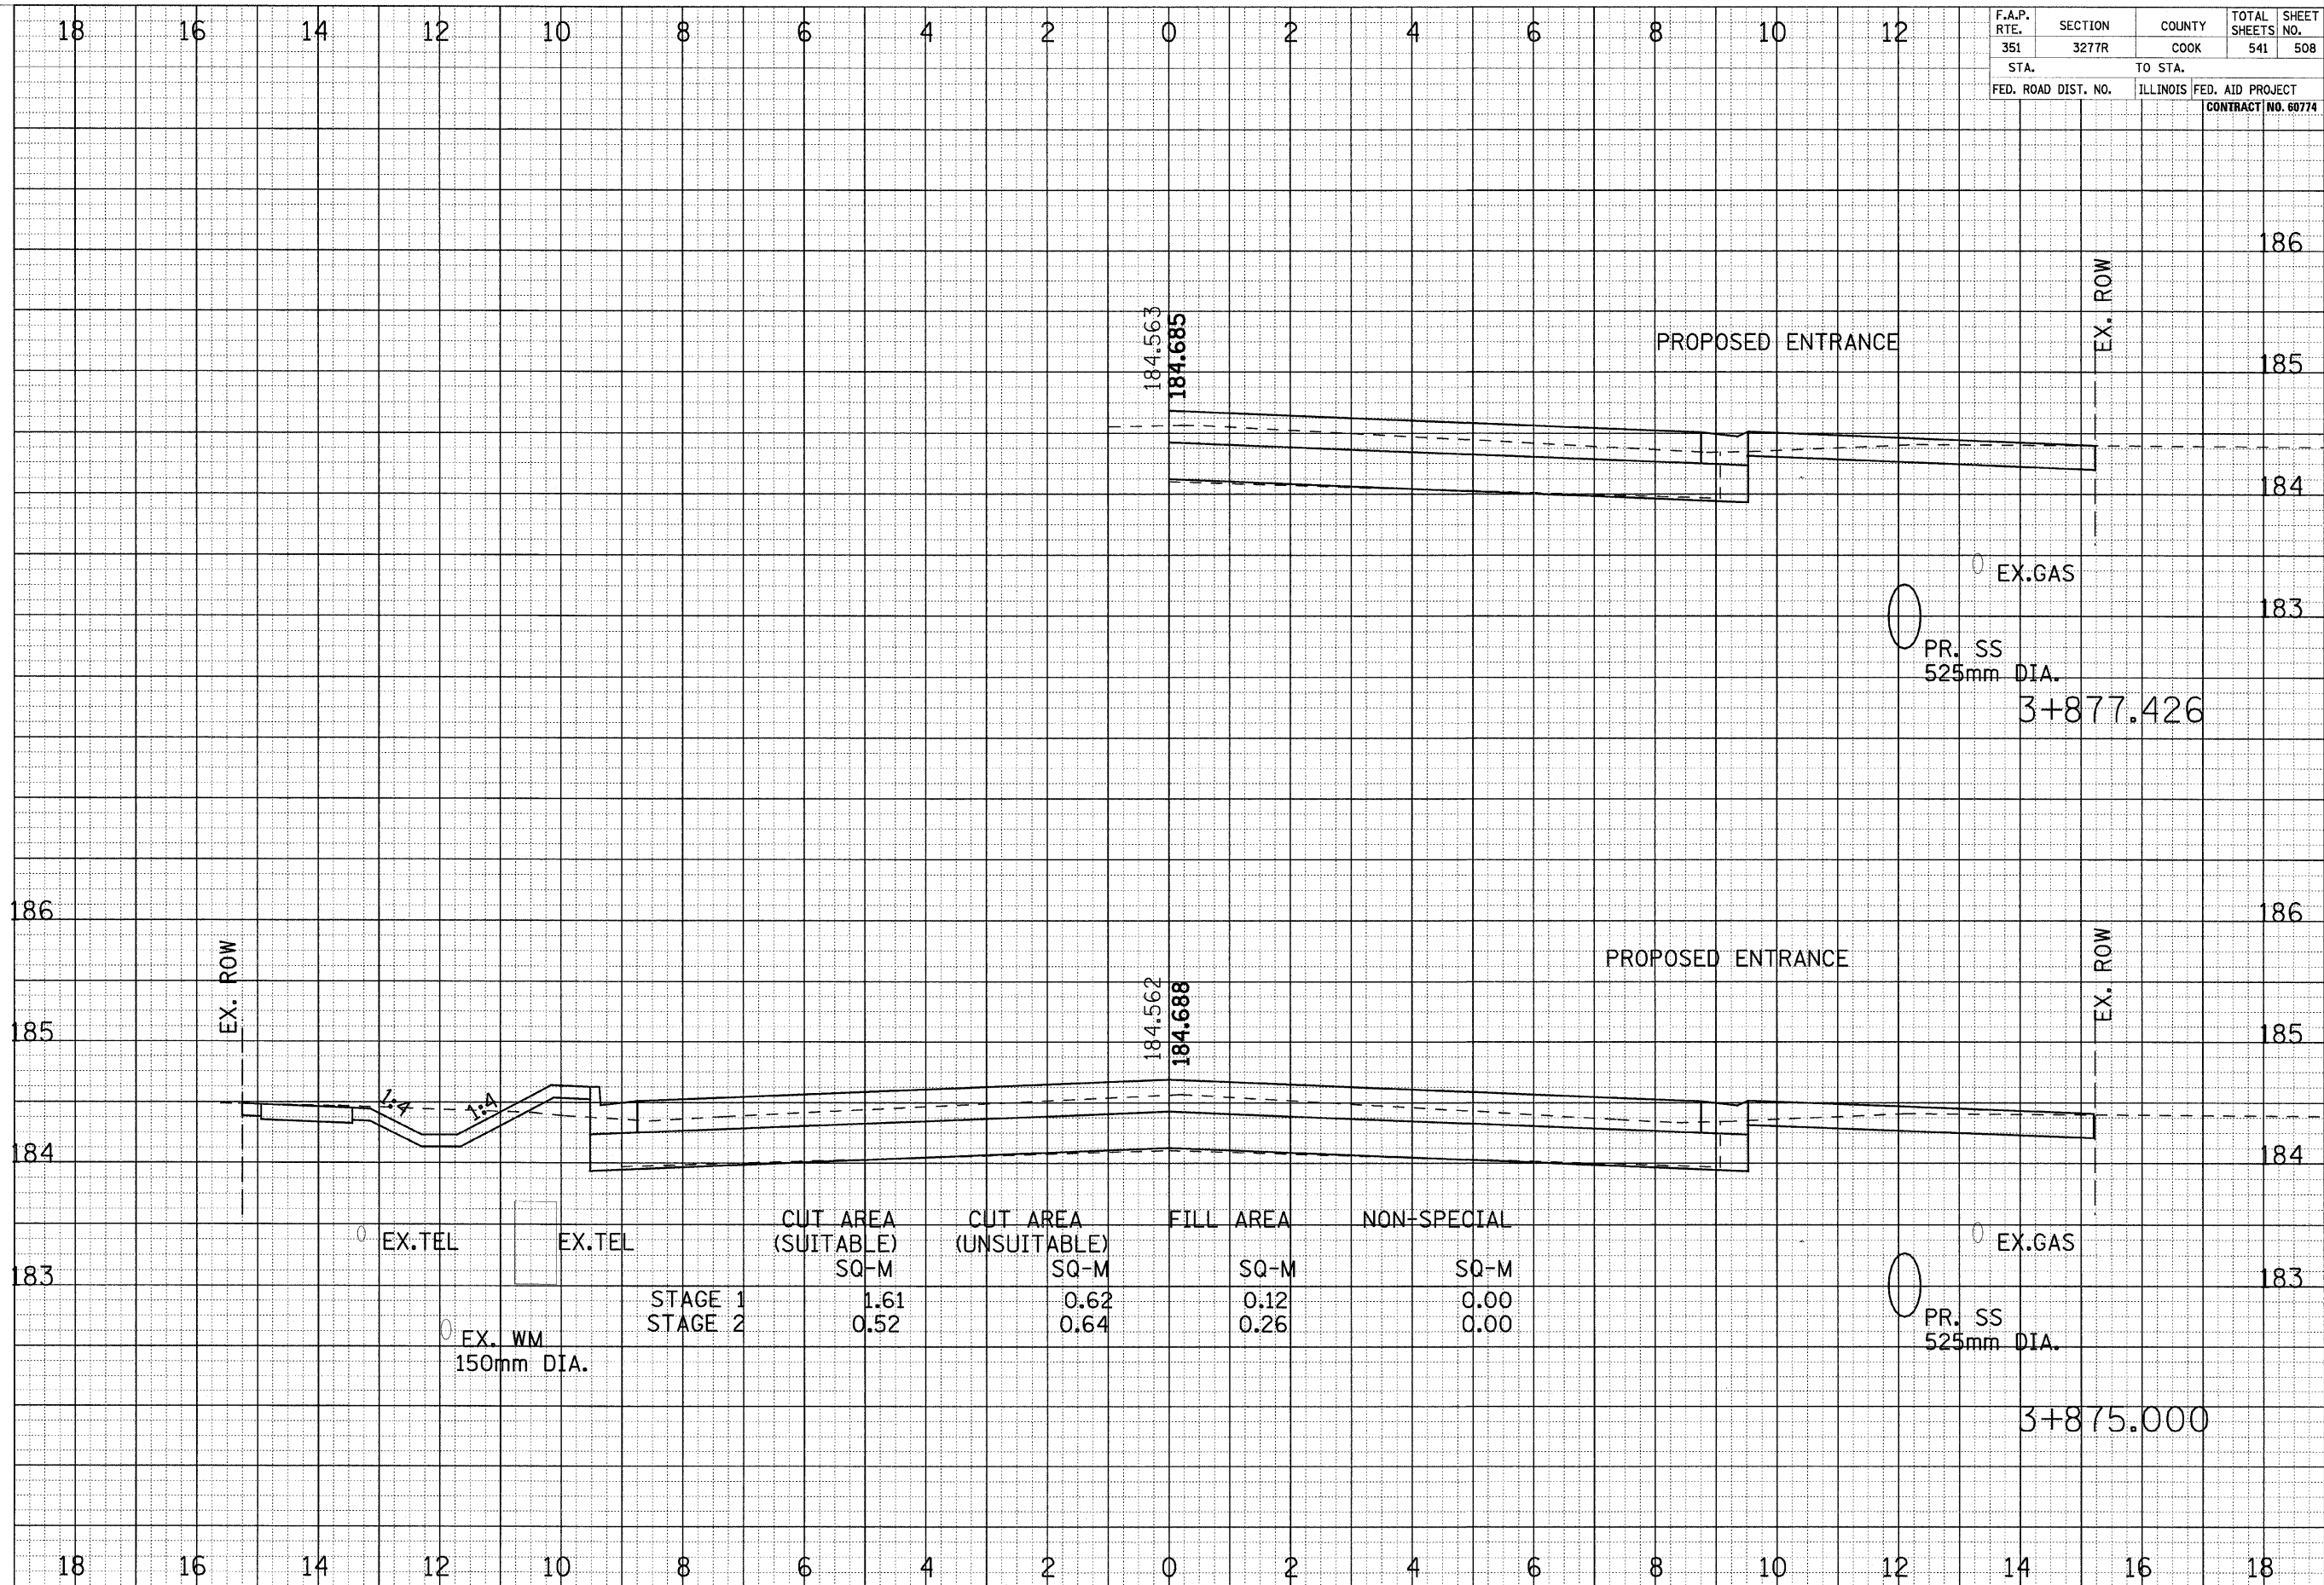 18 16 14 12 10 8 6 4 2 0 2 4 6 8 10 12
F.A.P. RTE. SECTION COUNTY TOTAL SHEETS SHEET NO.
351 3277R COOK 541 508
STA. TO STA.
FED. ROAD DIST. NO. ILLINOIS FED. AID PROJECT
CONTRACT NO. 60774
186
EX. ROW
184.563
184.685
PROPOSED ENTRANCE
185
184
EX.GAS
183
PR. SS
525mm DIA.
3+877.426
186 186
EX. ROW
EX. ROW
PROPOSED ENTRANCE
184.562
184.688
185 185
1:4 1:4
184 184
CUT AREA CUT AREA FILL AREA NON-SPECIAL
EX.TEL EX.TEL (SUITABLE) (UNSUITABLE) EX.GAS
SQ-M SQ-M SQ-M SQ-M
183 183
STAGE 1 1.61 0.62 0.12 0.00
STAGE 2 0.52 0.64 0.26 0.00
PR. SS
525mm DIA.
EX. WM
150mm DIA.
3+875.000
18 16 14 12 10 8 6 4 2 0 2 4 6 8 10 12 14 16 18